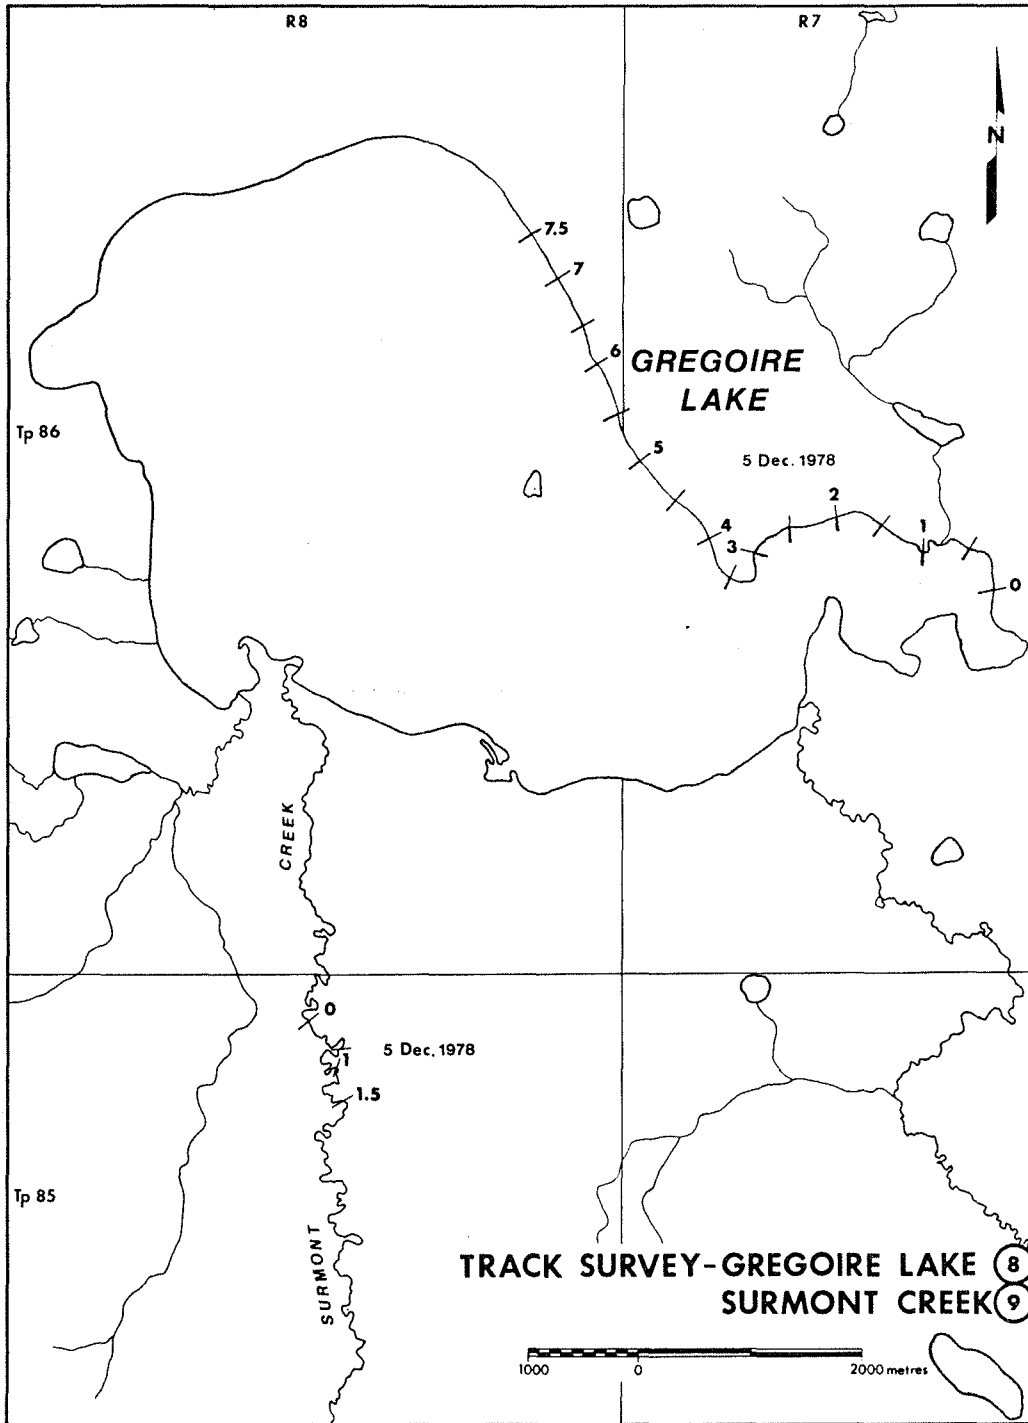 R8
R7
N
7.5
7
6
GREGOIRE
LAKE
Tp 86
5
5 Dec. 1978
2
4
3
1
0
CREEK
0
5 Dec. 1978
1
1.5
Tp 85
SURMONT
TRACK SURVEY-GREGOIRE LAKE 8
SURMONT CREEK 9
1000 0 2000 metres